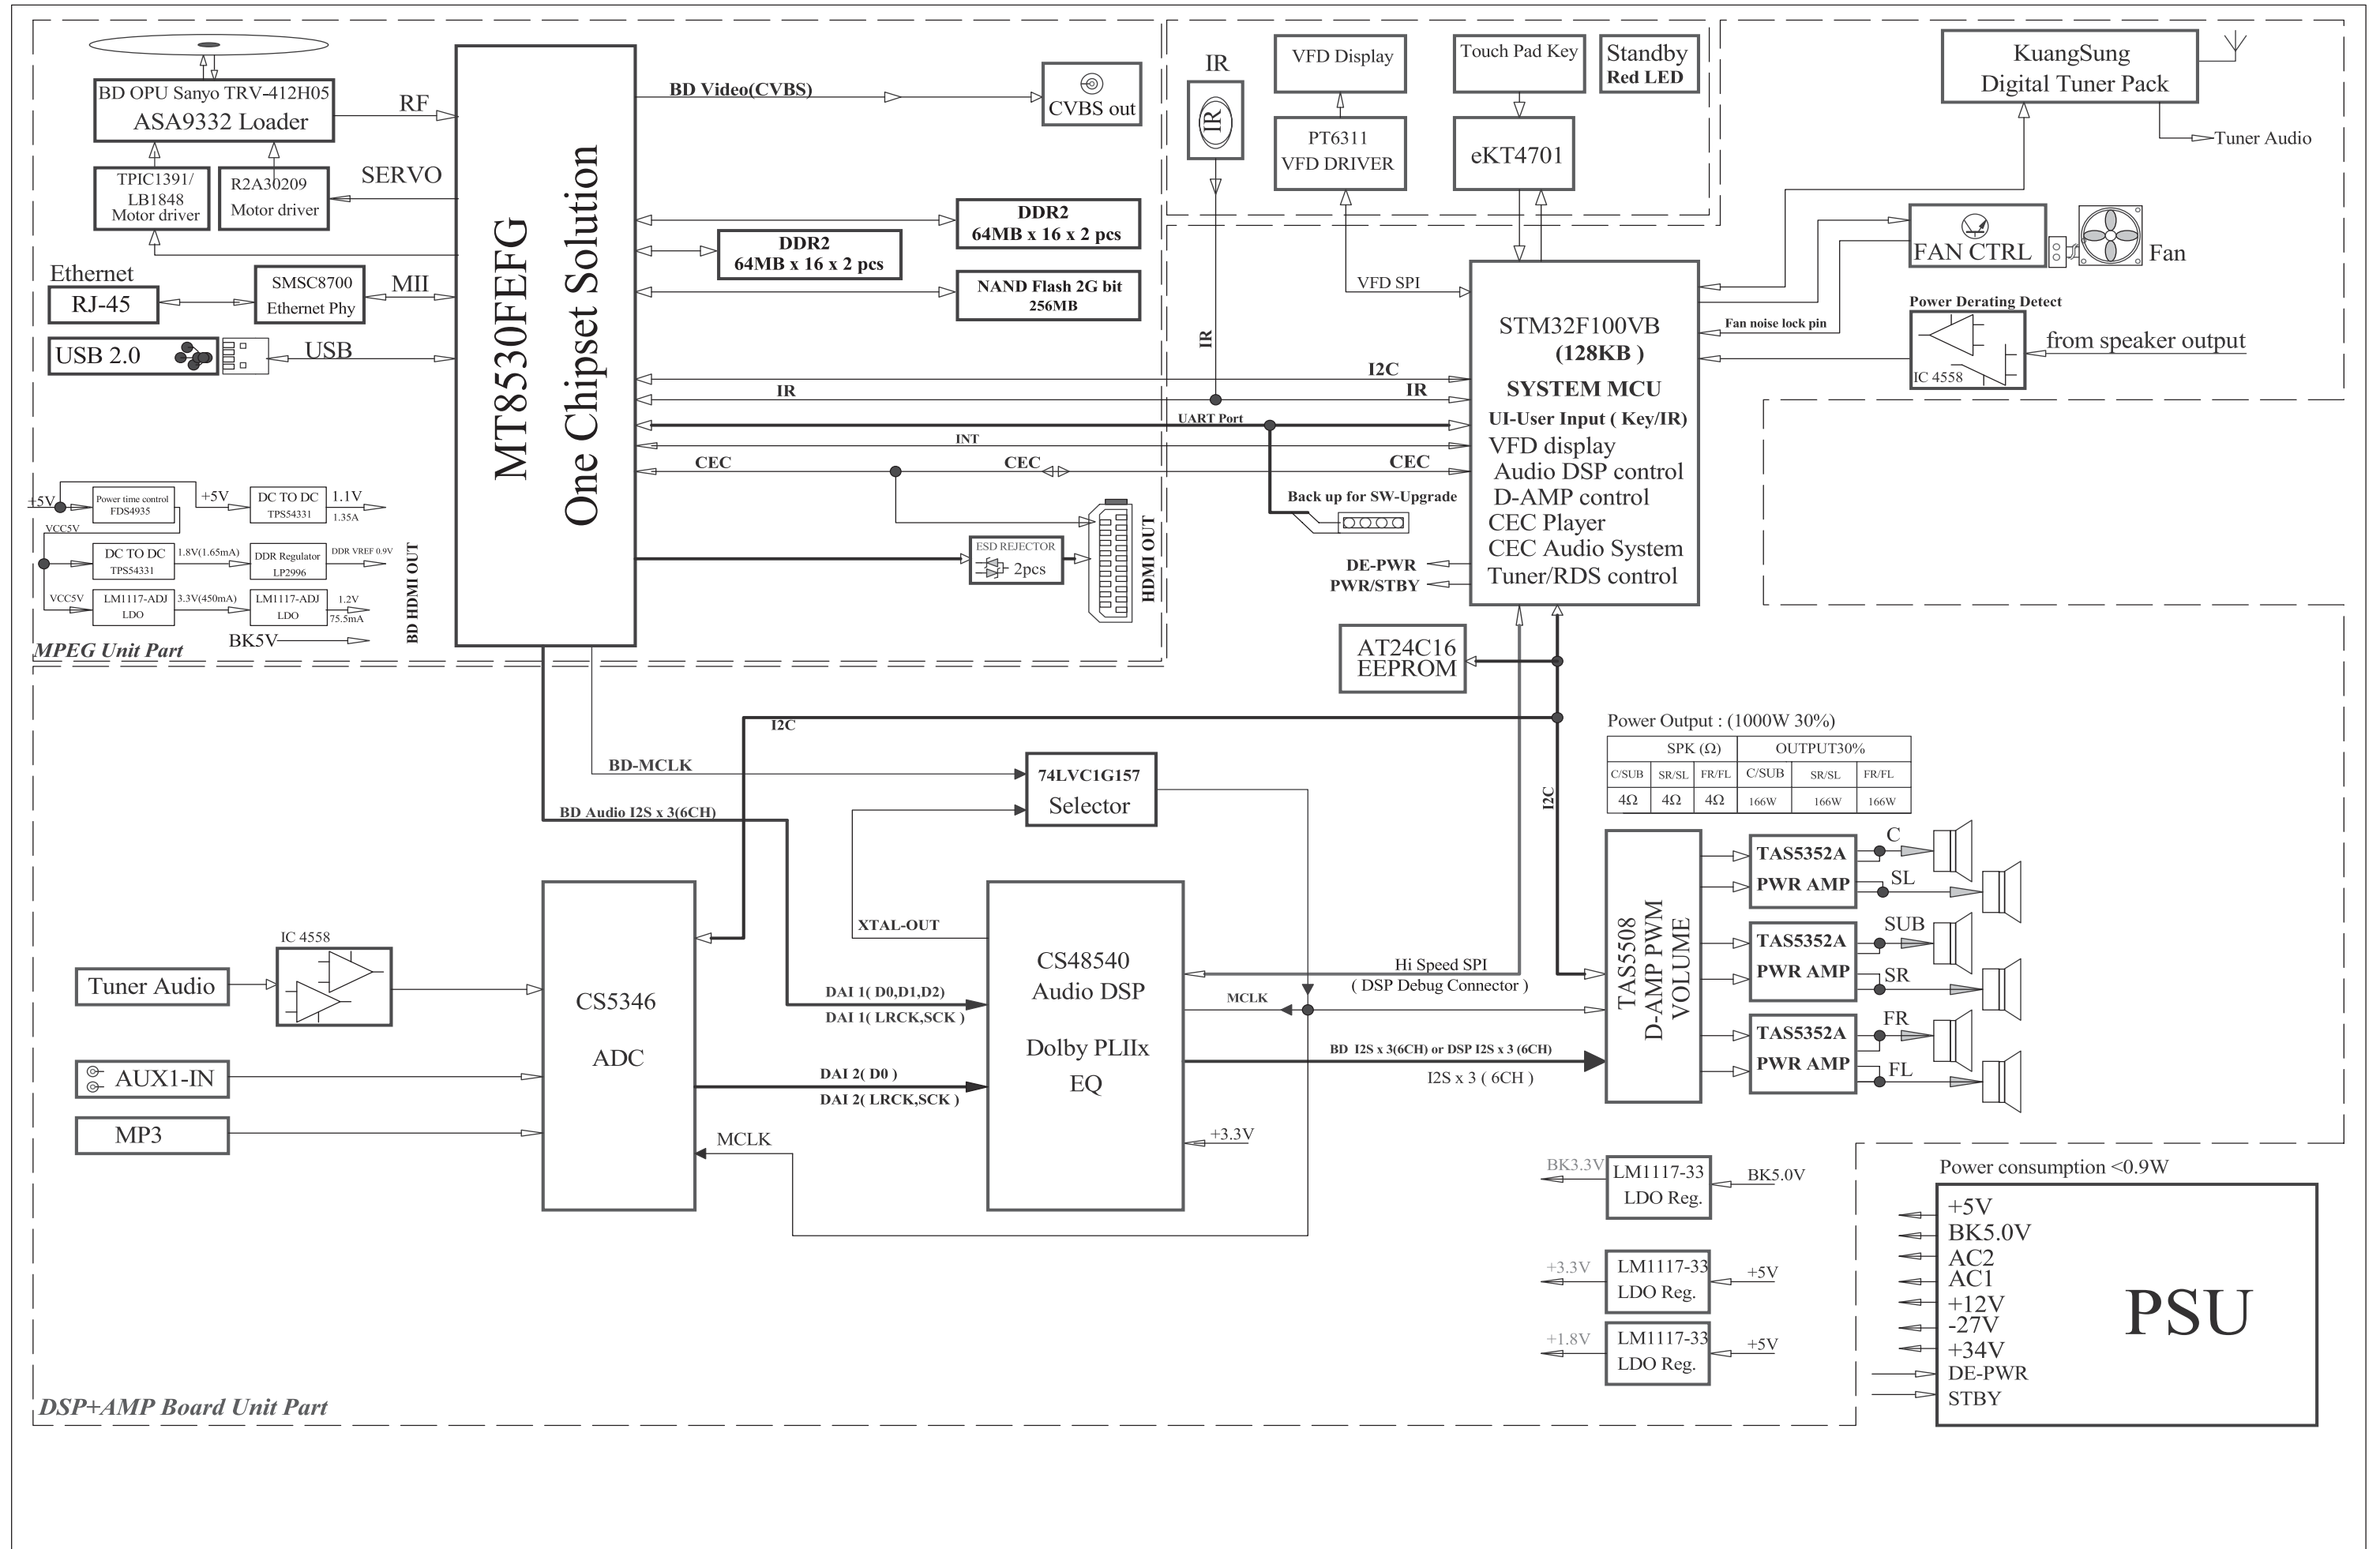 BD OPU Sanyo TRV-412H05
ASA9332 Loader
RF
TPIC1391/
LB1848
Motor driver
R2A30209
Motor driver
SERVO
Ethernet
RJ-45
SMSC8700
Ethernet Phy
MII
USB 2.0
USB
MT8530FEFG
One Chipset Solution
BD Video(CVBS)
CVBS out
DDR2
64MB x 16 x 2 pcs
DDR2
64MB x 16 x 2 pcs
NAND Flash 2G bit
256MB
+5V
Power time control
FDS4935
+5V
DC TO DC
TPS54331
1.1V
1.35A
VCC5V
DC TO DC
TPS54331
1.8V(1.65mA)
DDR Regulator
LP2996
DDR VREF 0.9V
VCC5V
LM1117-ADJ
LDO
3.3V(450mA)
LM1117-ADJ
LDO
1.2V
75.5mA
BK5V
BD HDMI OUT
MPEG Unit Part
IR
IR
VFD Display
PT6311
VFD DRIVER
Touch Pad Key
eKT4701
Standby
Red LED
KuangSung
Digital Tuner Pack
Tuner Audio
FAN CTRL
Fan
Power Derating Detect
Fan noise lock pin
IC 4558
from speaker output
VFD SPI
IR
I2C
IR
IR
UART Port
INT
CEC
CEC
CEC
Back up for SW-Upgrade
ESD REJECTOR
2pcs
HDMI OUT
DE-PWR
PWR/STBY
STM32F100VB
(128KB )
SYSTEM MCU
UI-User Input ( Key/IR)
VFD display
Audio DSP control
D-AMP control
CEC Player
CEC Audio System
Tuner/RDS control
AT24C16
EEPROM
I2C
BD-MCLK
74LVC1G157
Selector
BD Audio I2S x 3(6CH)
XTAL-OUT
I2C
Power Output : (1000W 30%)
SPK (Ω)
OUTPUT30%
C/SUB
SR/SL
FR/FL
C/SUB
SR/SL
FR/FL
4Ω
4Ω
4Ω
166W
166W
166W
IC 4558
Tuner Audio
AUX1-IN
MP3
CS5346
ADC
DAI 1( D0,D1,D2)
DAI 1( LRCK,SCK )
DAI 2( D0 )
DAI 2( LRCK,SCK )
MCLK
CS48540
Audio DSP
Dolby PLIIx
EQ
Hi Speed SPI
( DSP Debug Connector )
MCLK
BD  I2S x 3(6CH) or DSP I2S x 3 (6CH)
I2S x 3 ( 6CH )
+3.3V
TAS5508
D-AMP PWM
VOLUME
TAS5352A
PWR AMP
C
SL
TAS5352A
PWR AMP
SUB
SR
TAS5352A
PWR AMP
FR
FL
BK3.3V
LM1117-33
LDO Reg.
BK5.0V
+3.3V
LM1117-33
LDO Reg.
+5V
+1.8V
LM1117-33
LDO Reg.
+5V
Power consumption <0.9W
+5V
BK5.0V
AC2
AC1
+12V
-27V
+34V
DE-PWR
STBY
PSU
DSP+AMP Board Unit Part